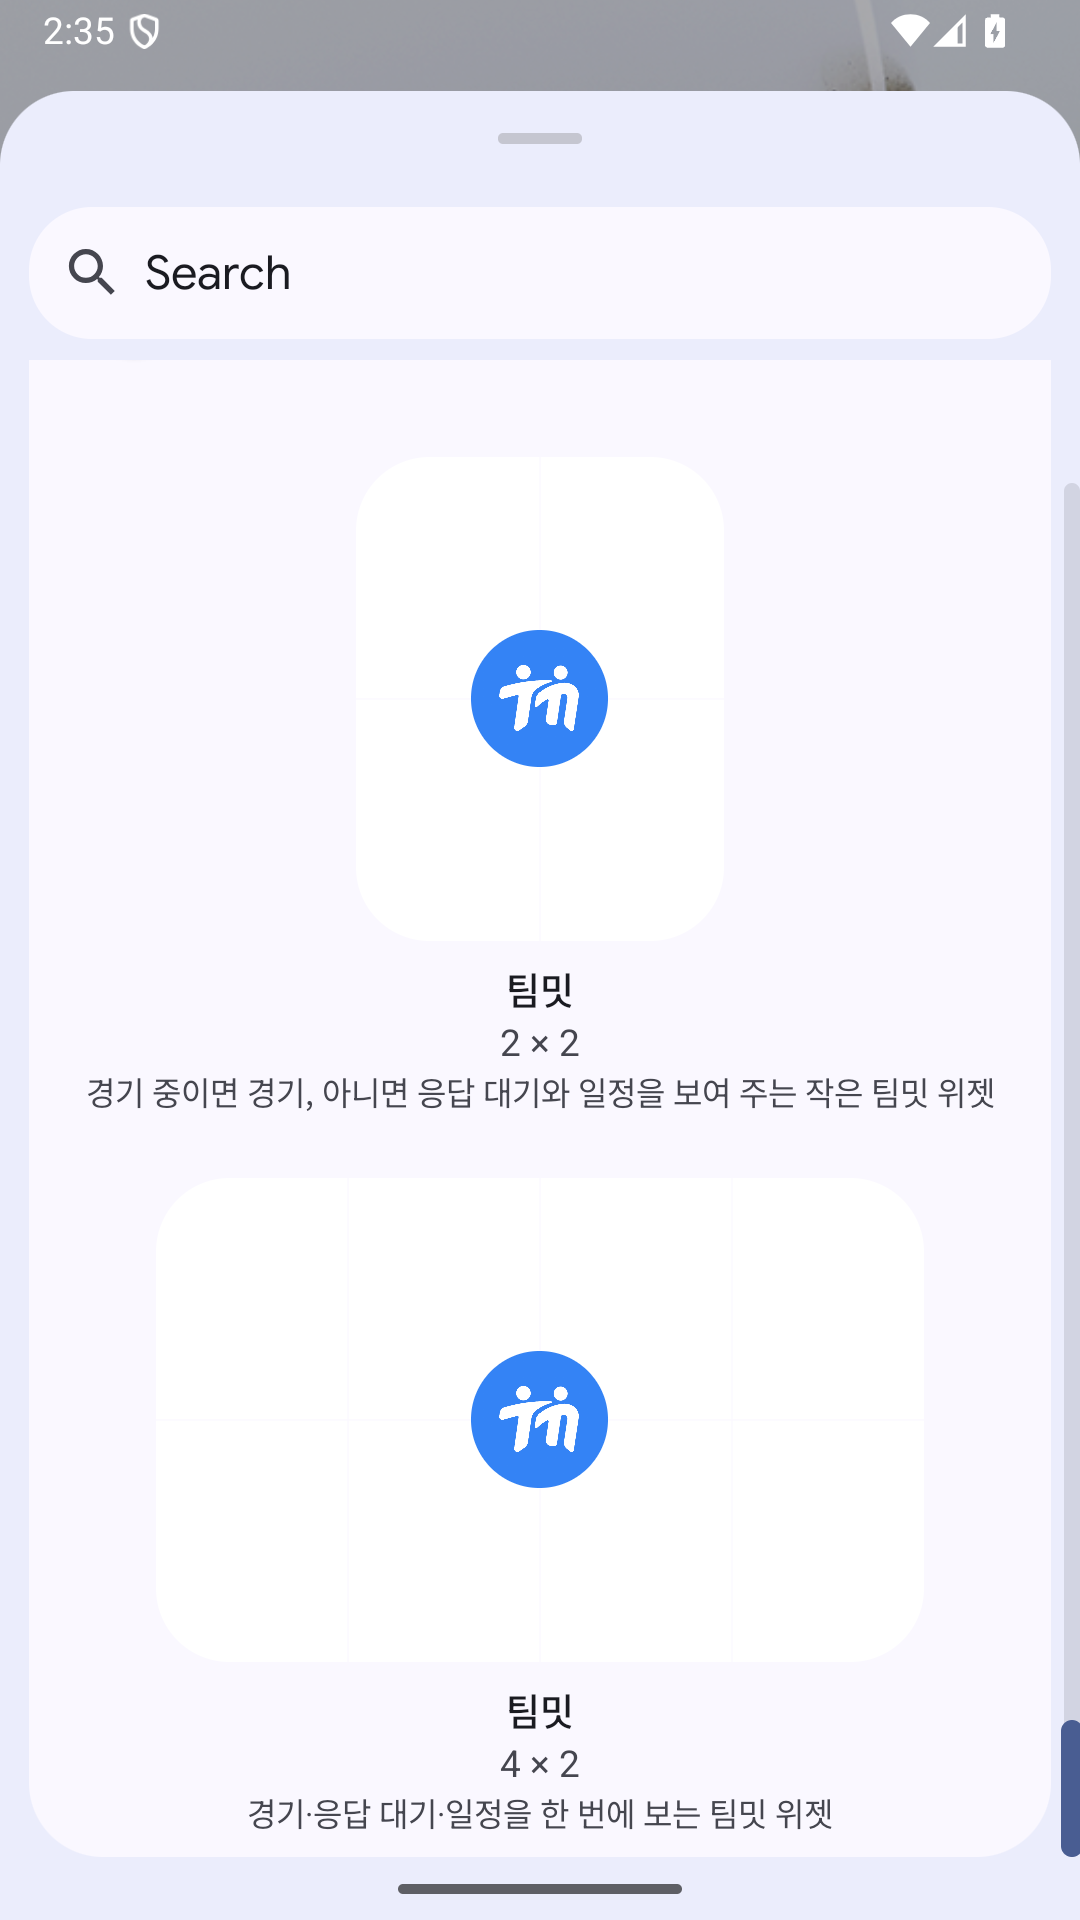 2:35
Search
팀밋
2 × 2
경기 중이면 경기, 아니면 응답 대기와 일정을 보여 주는 작은 팀밋 위젯
팀밋
4 × 2
경기·응답 대기·일정을 한 번에 보는 팀밋 위젯